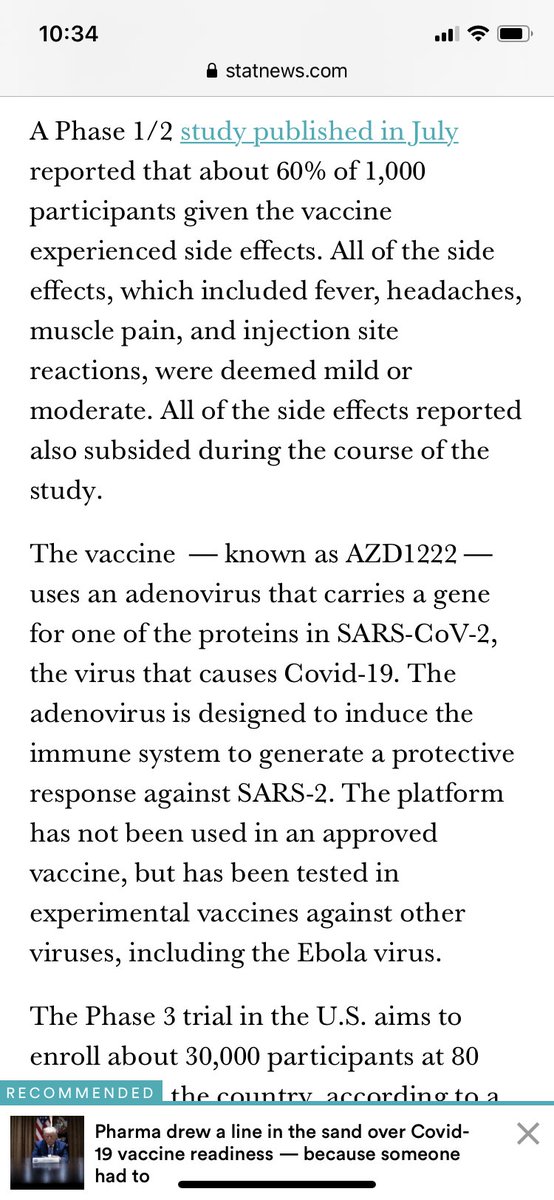 10:34
statnews.com
A Phase 1/2 study published in July
reported that about 60% of 1,000
participants given the vaccine
experienced side effects. All of the side
effects, which included fever, headaches,
muscle pain, and injection site
reactions, were deemed mild or
moderate. All of the side effects reported
also subsided during the course of the
study.
The vaccine — known as AZD1222 —
uses an adenovirus that carries a gene
for one of the proteins in SARS-CoV-2,
the virus that causes Covid-19. The
adenovirus is designed to induce the
immune system to generate a protective
response against SARS-2. The platform
has not been used in an approved
vaccine, but has been tested in
experimental vaccines against other
viruses, including the Ebola virus.
The Phase 3 trial in the U.S. aims to
enroll about 30,000 participants at 80
RECOMMENDED the country, according to a
Pharma drew a line in the sand over Covid-
19 vaccine readiness — because someone
had to